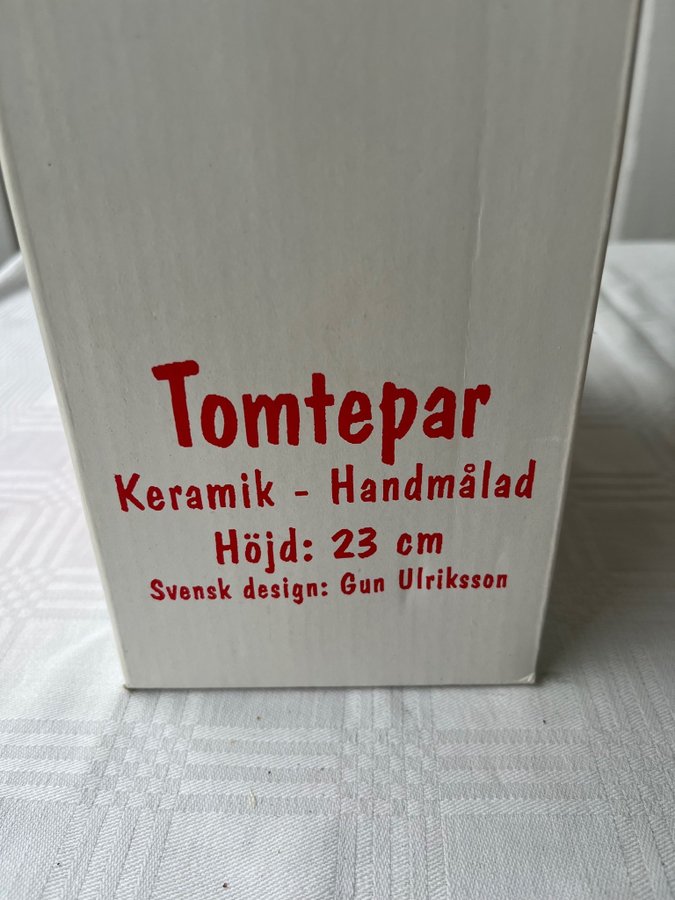 Tomtepar
Keramik - Handmålad
Höjd: 23 cm
Svensk design: Gun Ulriksson